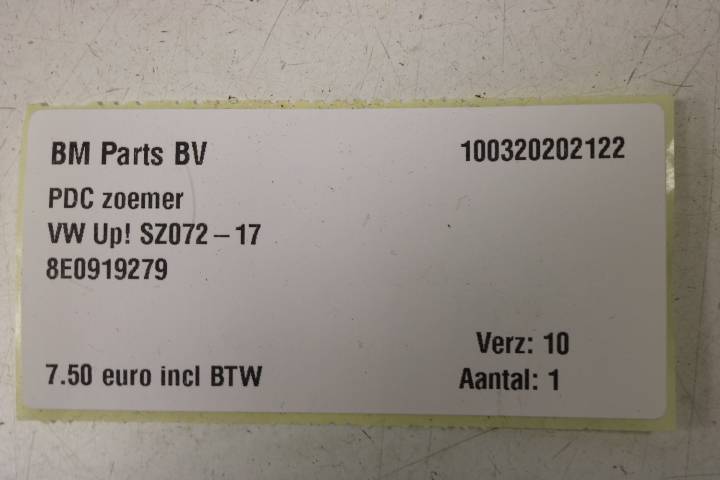 BM Parts BV 100320202122
PDC zoemer
VW Up! SZ072 – 17
8E0919279
Verz: 10
7.50 euro incl BTW Aantal: 1